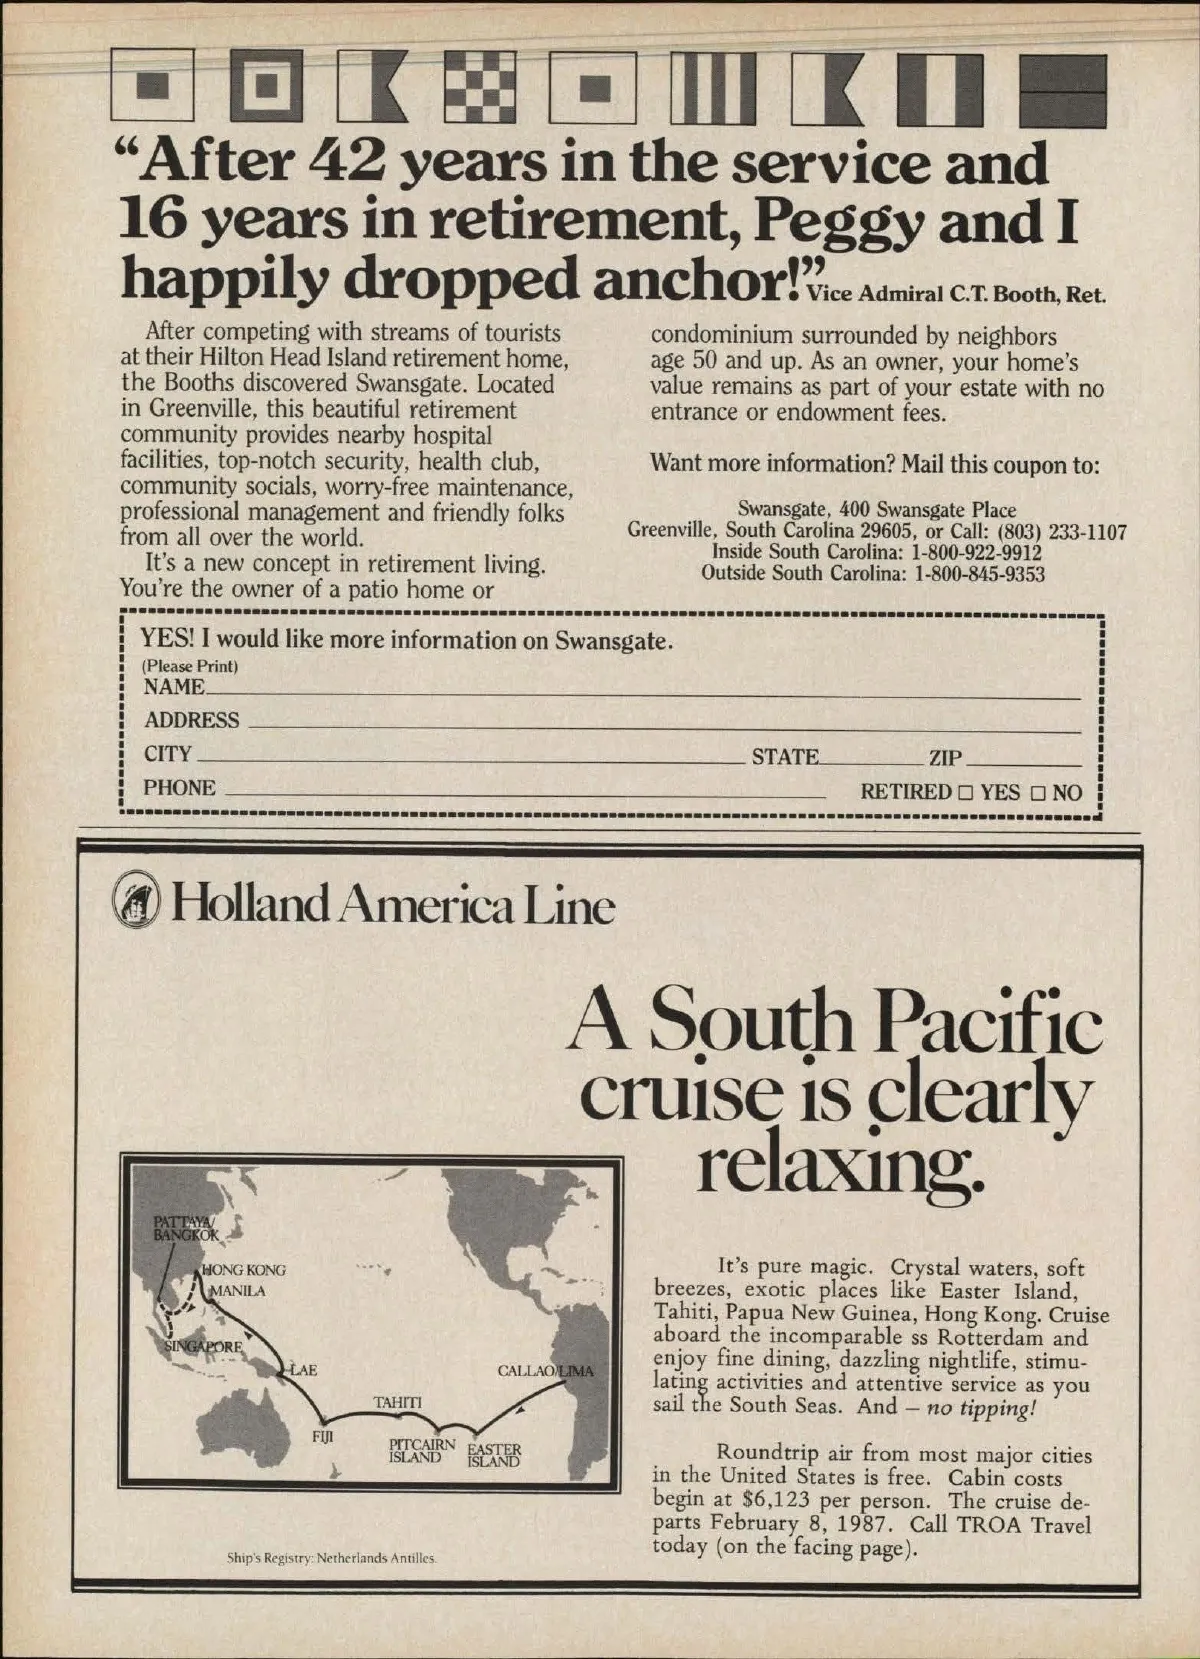 “After 42 years in the service and
16 years in retirement, Peggy and I
happily dropped anchor!”
Vice Admiral C.T. Booth, Ret.
After competing with streams of tourists
at their Hilton Head Island retirement home,
the Booths discovered Swansgate. Located
in Greenville, this beautiful retirement
community provides nearby hospital
facilities, top-notch security, health club,
community socials, worry-free maintenance,
professional management and friendly folks
from all over the world.
It's a new concept in retirement living.
You're the owner of a patio home or
condominium surrounded by neighbors
age 50 and up. As an owner, your home's
value remains as part of your estate with no
entrance or endowment fees.
Want more information? Mail this coupon to:
Swansgate, 400 Swansgate Place
Greenville, South Carolina 29605, or Call: (803) 233-1107
Inside South Carolina: 1-800-922-9912
Outside South Carolina: 1-800-845-9353
YES! I would like more information on Swansgate.
(Please Print)
NAME
ADDRESS
CITY STATE ZIP
PHONE RETIRED □ YES □ NO
Holland America Line
A South Pacific
cruise is clearly
relaxing.
PATTAYA/
BANGKOK
HONG KONG
MANILA
SINGAPORE
LAE
CALLAO/LIMA
TAHITI
FIJI
PITCAIRN
ISLAND
EASTER
ISLAND
It's pure magic. Crystal waters, soft
breezes, exotic places like Easter Island,
Tahiti, Papua New Guinea, Hong Kong. Cruise
aboard the incomparable ss Rotterdam and
enjoy fine dining, dazzling nightlife, stimu-
lating activities and attentive service as you
sail the South Seas. And – no tipping!
Roundtrip air from most major cities
in the United States is free. Cabin costs
begin at $6,123 per person. The cruise de-
parts February 8, 1987. Call TROA Travel
today (on the facing page).
Ship's Registry: Netherlands Antilles.